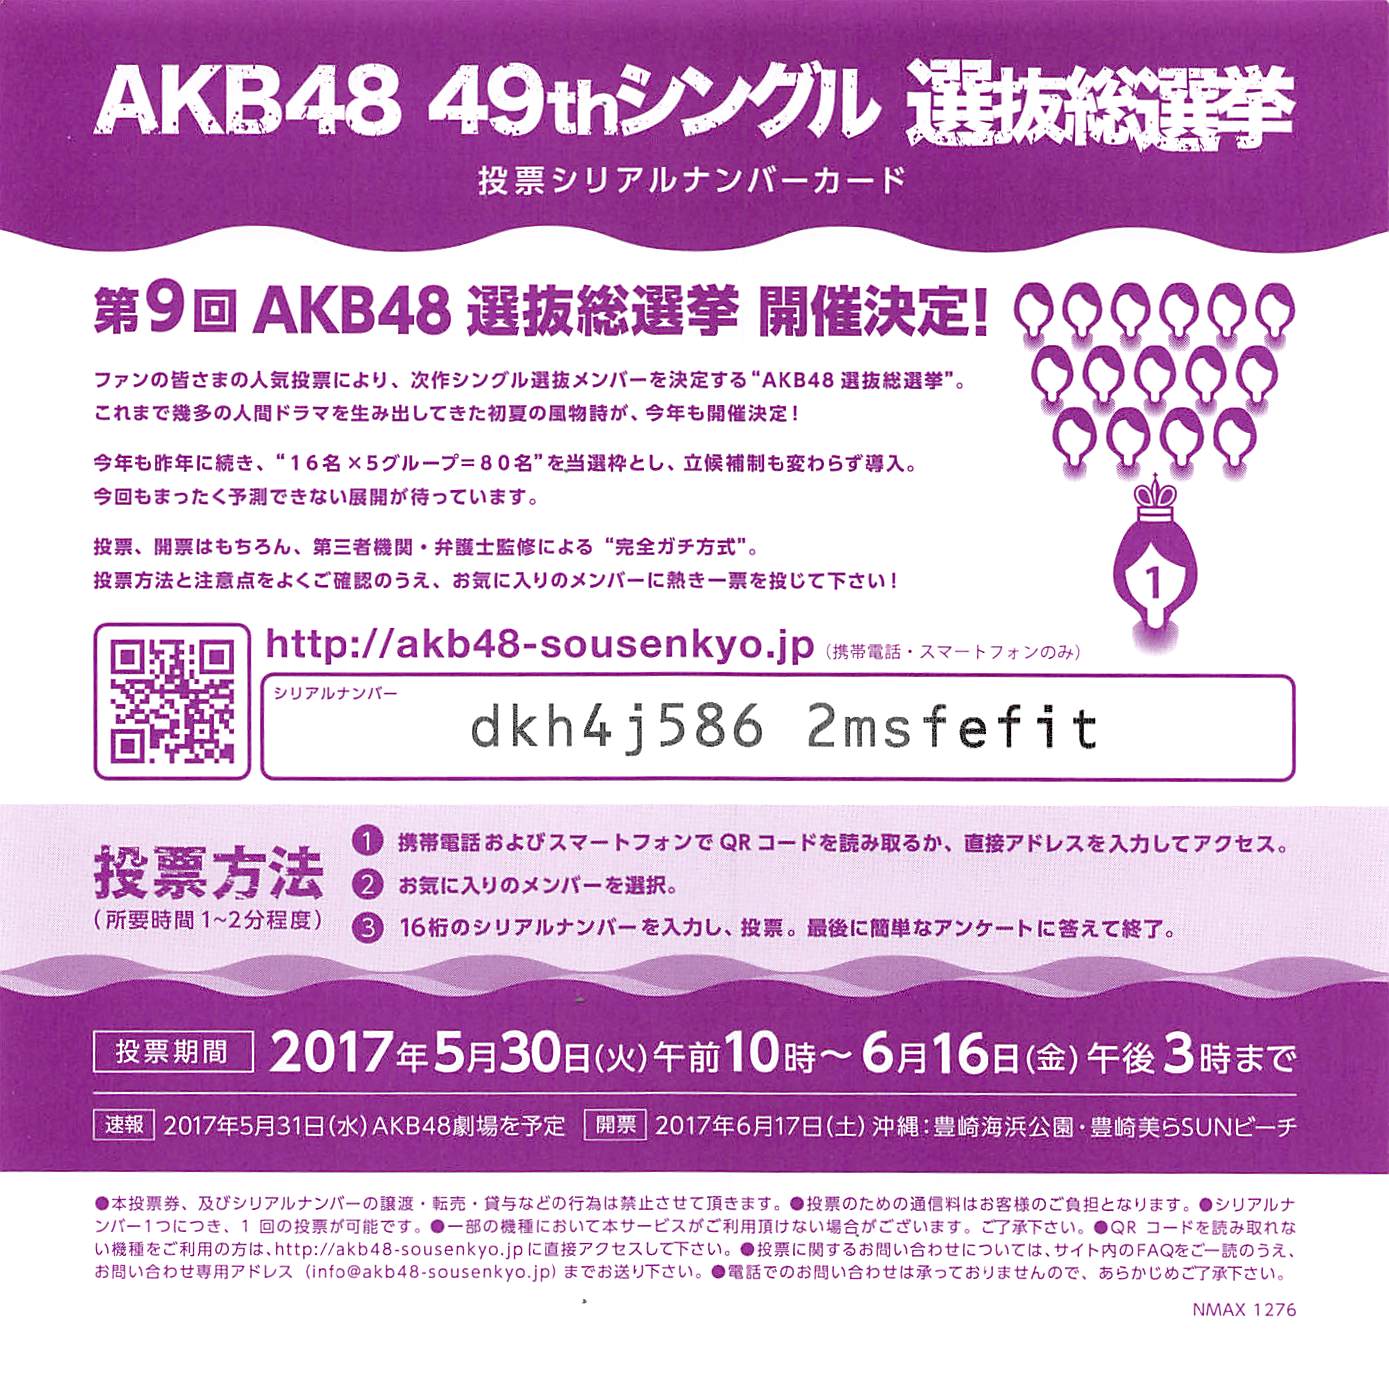 AKB48 49thシングル 選抜総選挙
投票シリアルナンバーカード
第9回 AKB48 選抜総選挙 開催決定!
ファンの皆さまの人気投票により、次作シングル選抜メンバーを決定する“AKB48 選抜総選挙”。
これまで幾多の人間ドラマを生み出してきた初夏の風物詩が、今年も開催決定!
今年も昨年に続き、“16名×5グループ=80名”を当選枠とし、立候補制も変わらず導入。
今回もまったく予測できない展開が待っています。
投票、開票はもちろん、第三者機関・弁護士監修による “完全ガチ方式”。
投票方法と注意点をよくご確認のうえ、お気に入りのメンバーに熱き一票を投じて下さい!
1
http://akb48-sousenkyo.jp (携帯電話・スマートフォンのみ)
シリアルナンバー
dkh4j586 2msfefit
投票方法
(所要時間1~2分程度)
1 携帯電話およびスマートフォンでQRコードを読み取るか、直接アドレスを入力してアクセス。
2 お気に入りのメンバーを選択。
3 16桁のシリアルナンバーを入力し、投票。最後に簡単なアンケートに答えて終了。
投票期間 2017年5月30日(火)午前10時~6月16日(金)午後3時まで
速報 2017年5月31日(水)AKB48劇場を予定 開票 2017年6月17日(土)沖縄:豊崎海浜公園・豊崎美らSUNビーチ
●本投票券、及びシリアルナンバーの譲渡・転売・貸与などの行為は禁止させて頂きます。●投票のための通信料はお客様のご負担となります。●シリアルナ
ンバー1つにつき、1 回の投票が可能です。●一部の機種において本サービスがご利用頂けない場合がございます。ご了承下さい。●QR コードを読み取れな
い機種をご利用の方は、http://akb48-sousenkyo.jpに直接アクセスして下さい。●投票に関するお問い合わせについては、サイト内のFAQをご一読のうえ、
お問い合わせ専用アドレス (info@akb48-sousenkyo.jp) までお送り下さい。●電話でのお問い合わせは承っておりませんので、あらかじめご了承下さい。
NMAX 1276